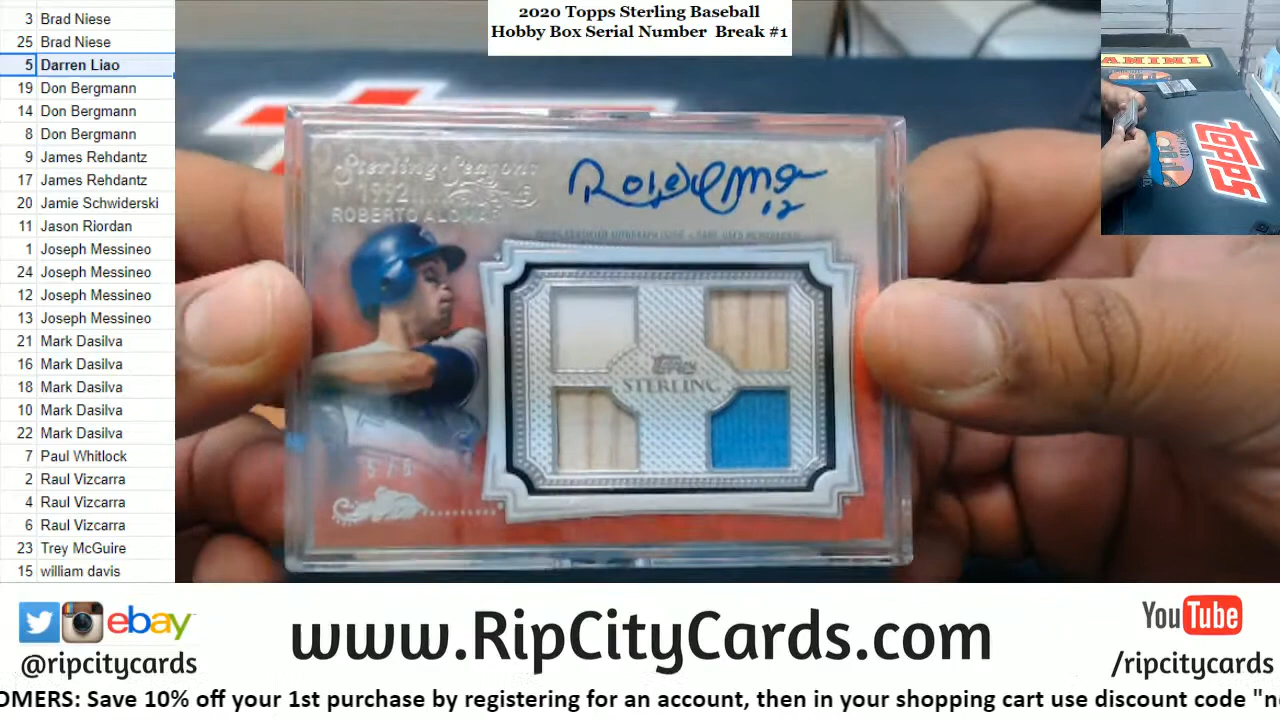 2020 Topps Sterling Baseball
Hobby Box Serial Number Break #1
3 Brad Niese
25 Brad Niese
5 Darren Liao
19 Don Bergmann
14 Don Bergmann
8 Don Bergmann
9 James Rehdantz
17 James Rehdantz
20 Jamie Schwiderski
11 Jason Riordan
1 Joseph Messineo
24 Joseph Messineo
12 Joseph Messineo
13 Joseph Messineo
21 Mark Dasilva
16 Mark Dasilva
18 Mark Dasilva
10 Mark Dasilva
22 Mark Dasilva
7 Paul Whitlock
2 Raul Vizcarra
4 Raul Vizcarra
6 Raul Vizcarra
23 Trey McGuire
15 william davis
Sterling Seasons
1992
ROBERTO ALOMAR
12
Topps
STERLING
PANINI
Topps
ebay
@ripcitycards
www.RipCityCards.com
YouTube
/ripcitycards
OMERS: Save 10% off your 1st purchase by registering for an account, then in your shopping cart use discount code "n